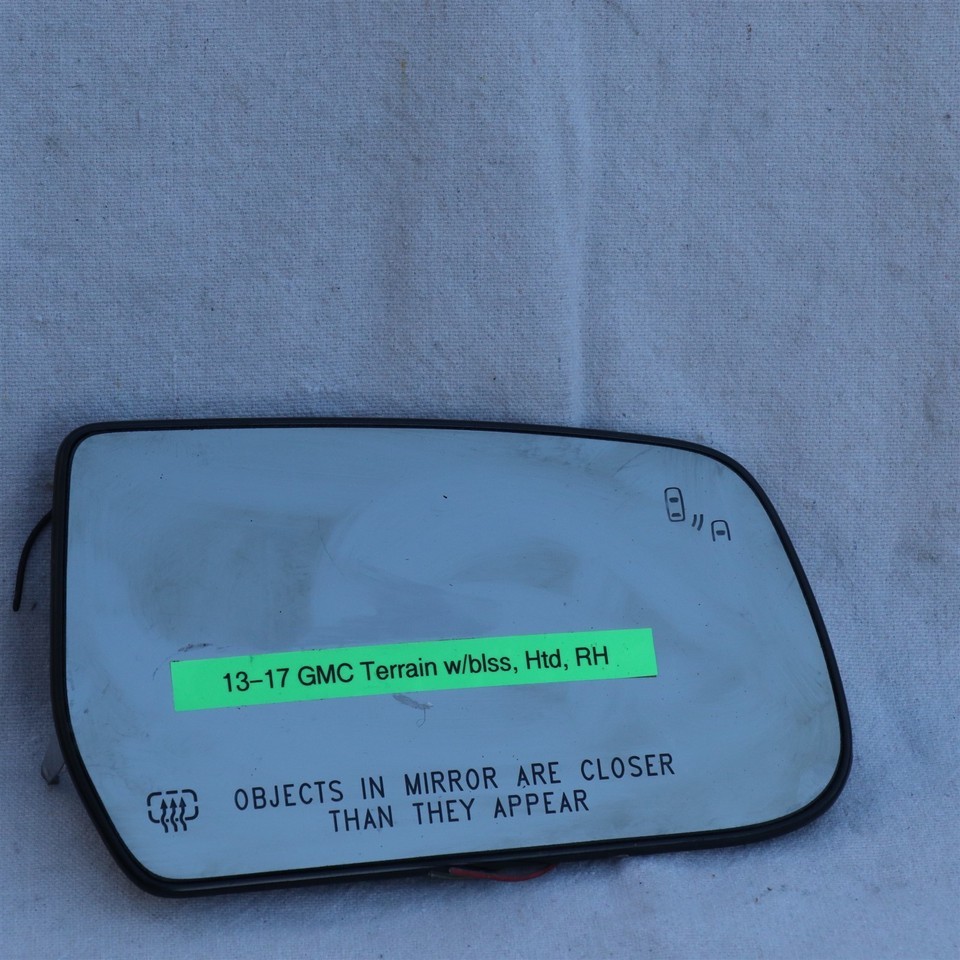 13-17 GMC Terrain w/blss, Htd, RH
OBJECTS IN MIRROR ARE CLOSER
THAN THEY APPEAR